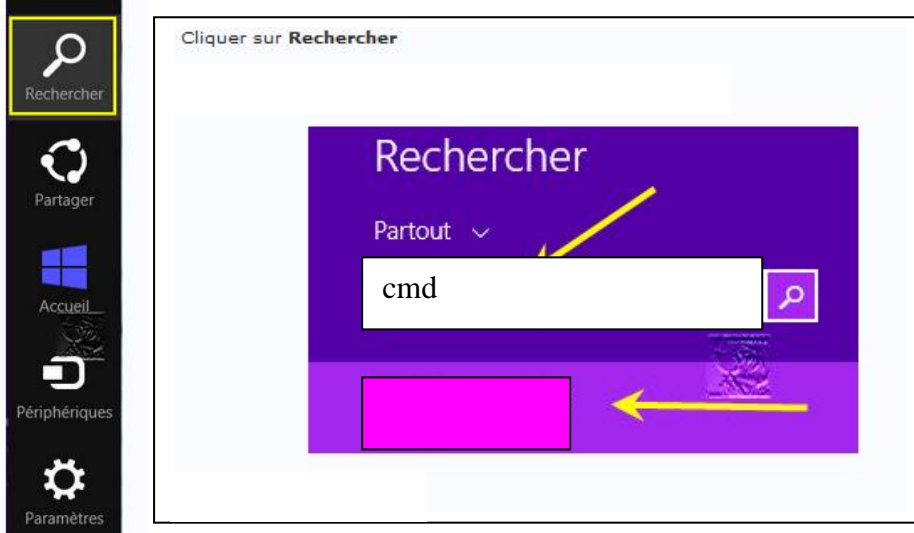 Rechercher
Partager
Accueil
Périphériques
Paramètres
Cliquer sur Rechercher
Rechercher
Partout
cmd